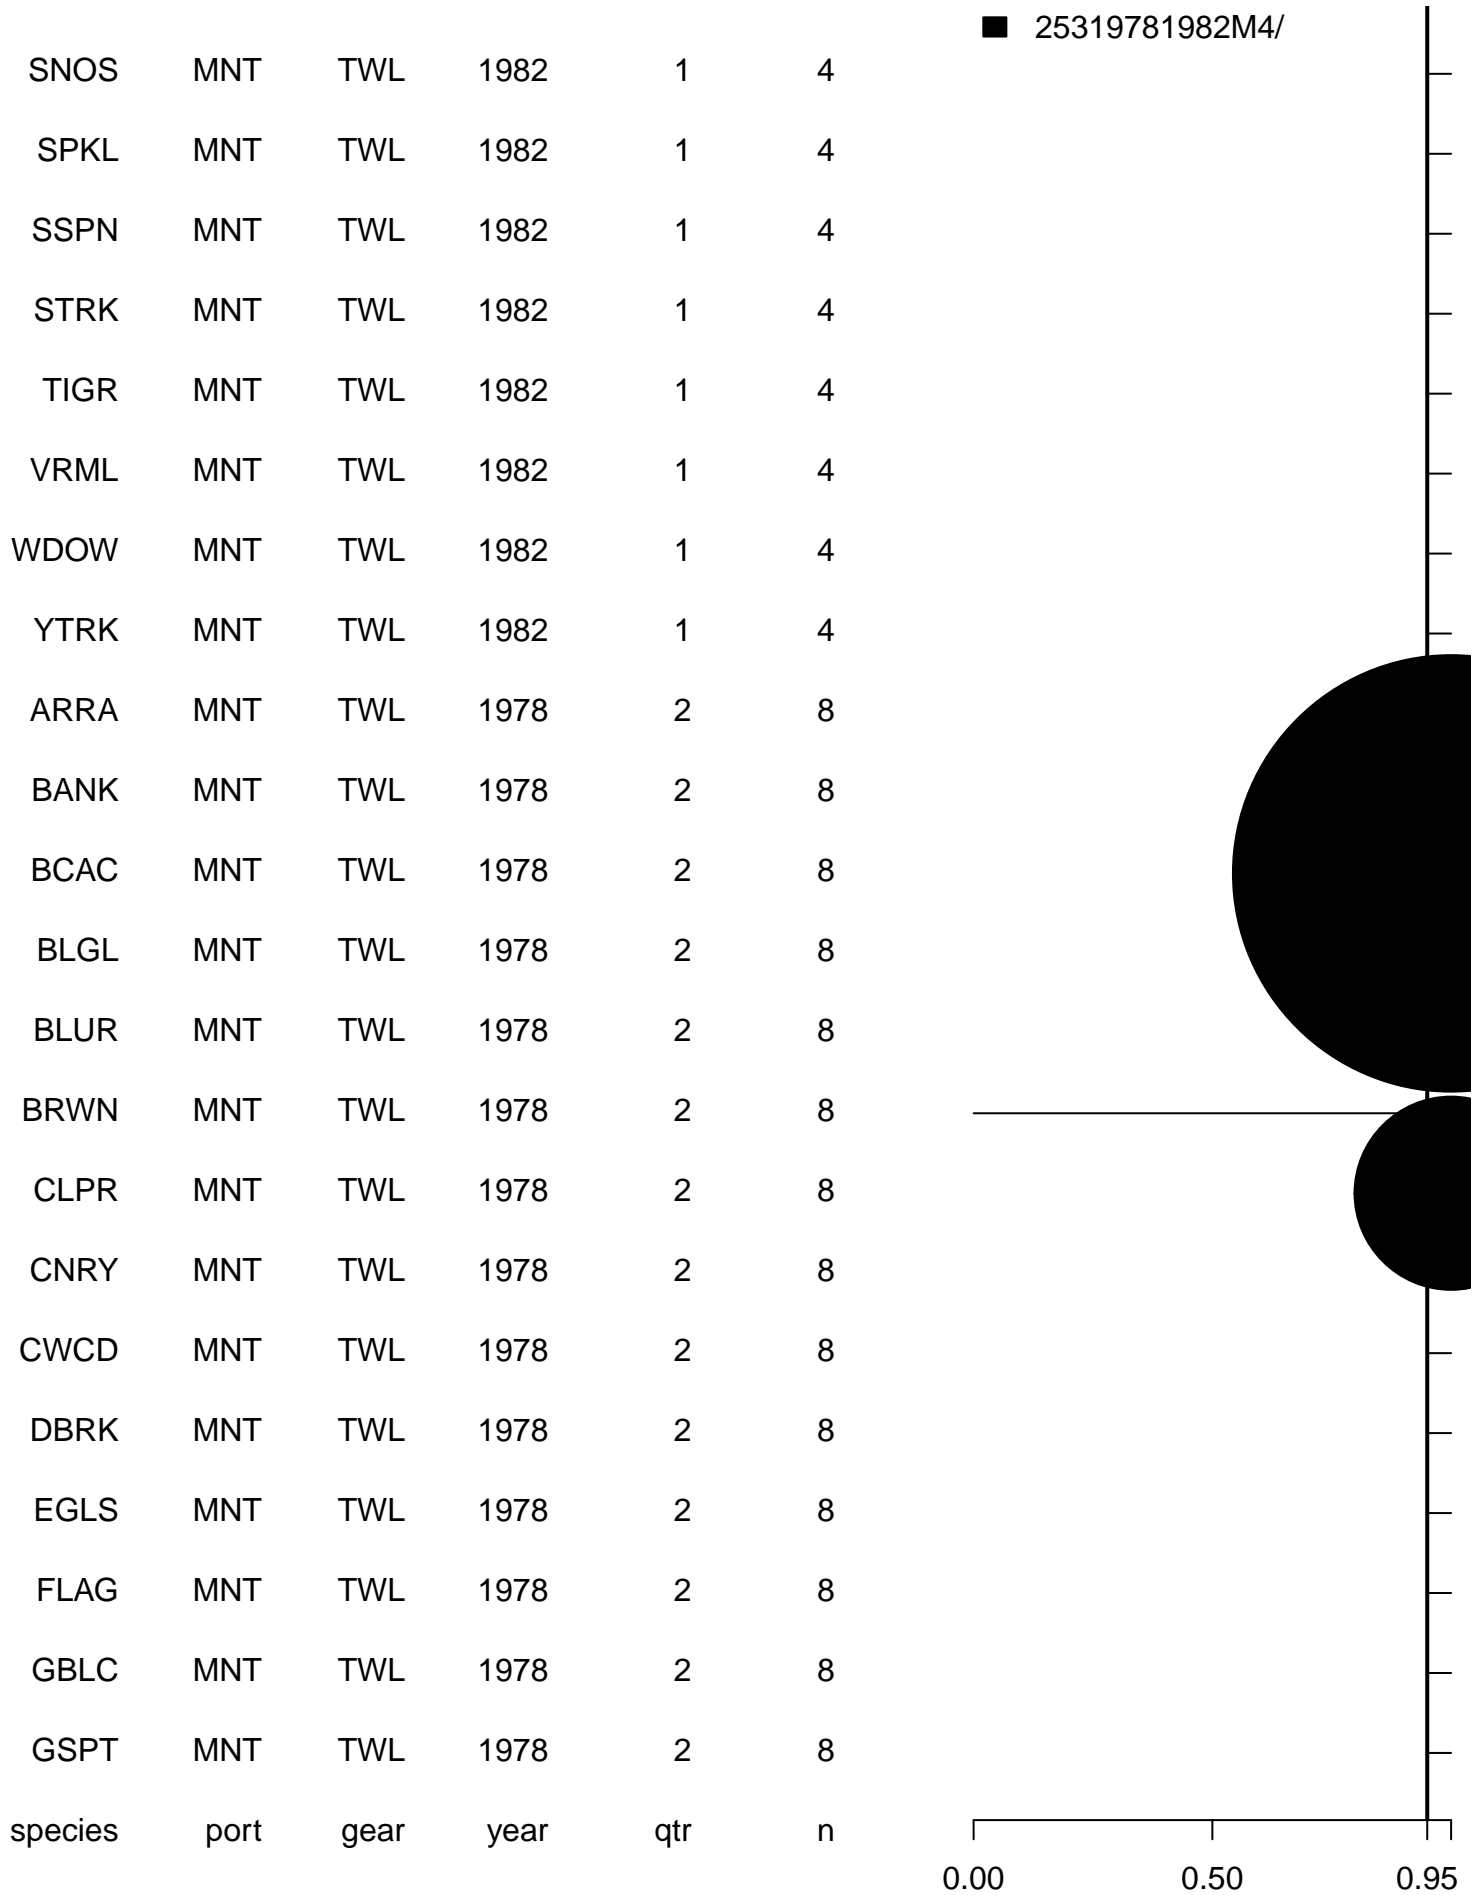 25319781982M4/
SNOS MNT TWL 1982 1 4
SPKL MNT TWL 1982 1 4
SSPN MNT TWL 1982 1 4
STRK MNT TWL 1982 1 4
TIGR MNT TWL 1982 1 4
VRML MNT TWL 1982 1 4
WDOW MNT TWL 1982 1 4
YTRK MNT TWL 1982 1 4
ARRA MNT TWL 1978 2 8
BANK MNT TWL 1978 2 8
BCAC MNT TWL 1978 2 8
BLGL MNT TWL 1978 2 8
BLUR MNT TWL 1978 2 8
BRWN MNT TWL 1978 2 8
CLPR MNT TWL 1978 2 8
CNRY MNT TWL 1978 2 8
CWCD MNT TWL 1978 2 8
DBRK MNT TWL 1978 2 8
EGLS MNT TWL 1978 2 8
FLAG MNT TWL 1978 2 8
GBLC MNT TWL 1978 2 8
GSPT MNT TWL 1978 2 8
species port gear year qtr n
0.00 0.50 0.95